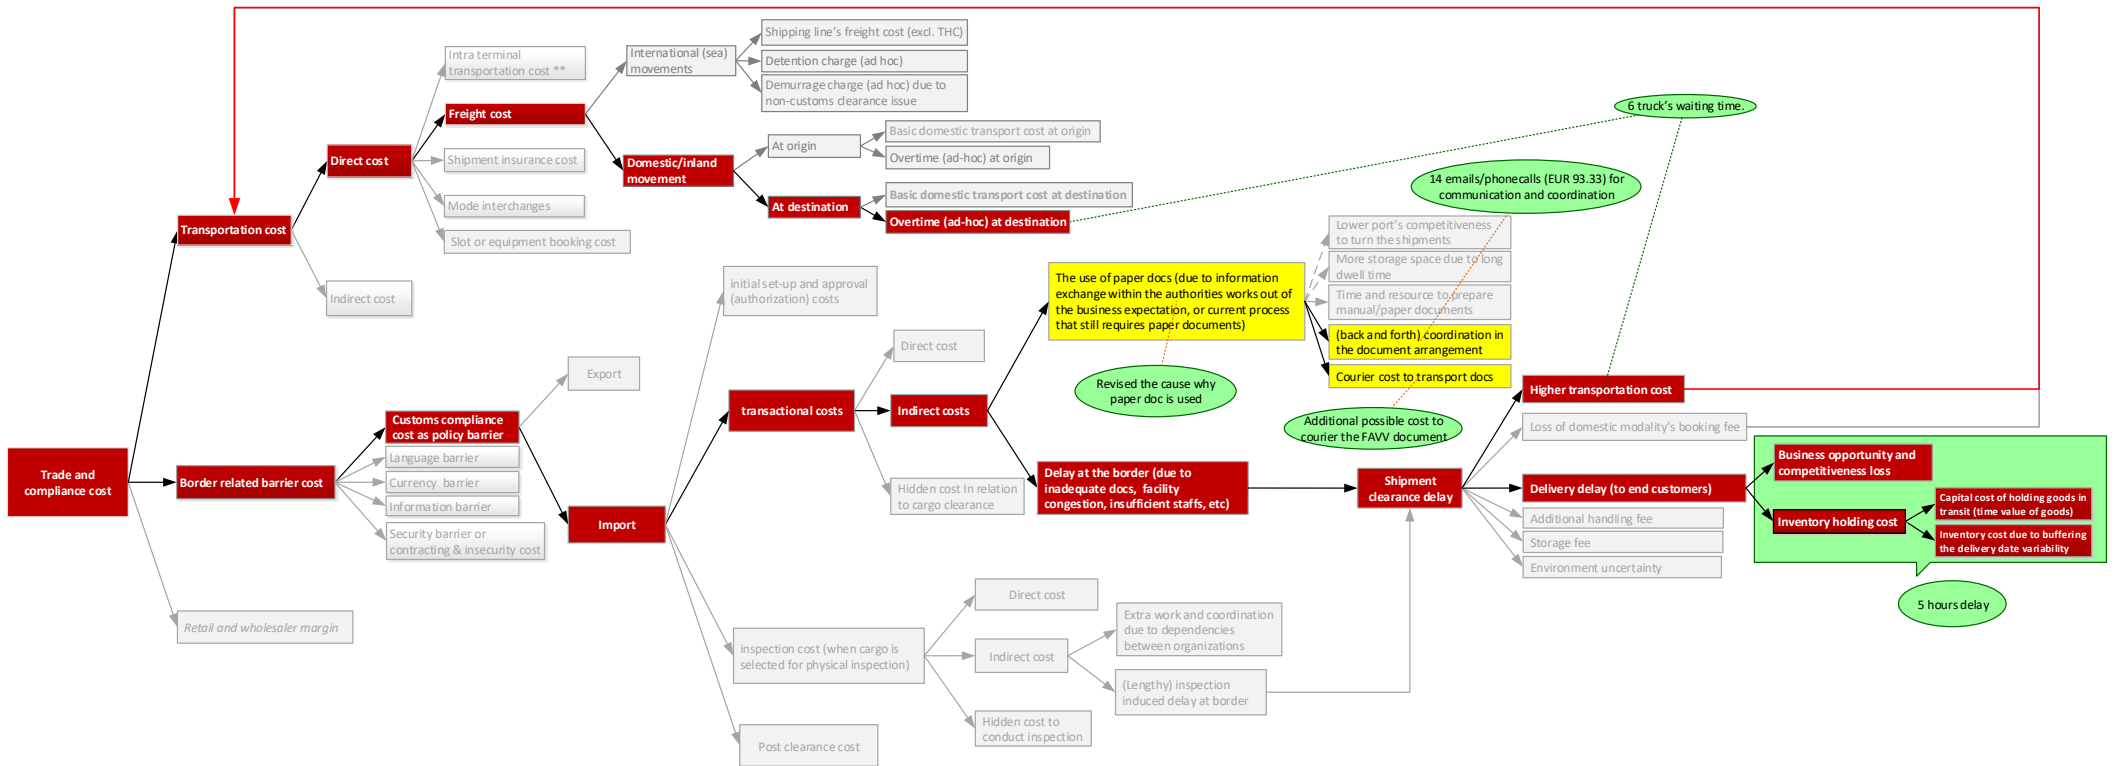 Trade and
compliance cost
Transportation cost
Border related barrier cost
Retail and wholesaler margin
Direct cost
Indirect cost
Intra terminal
transportation cost **
Freight cost
Shipment insurance cost
Mode interchanges
Slot or equipment booking cost
International (sea)
movements
Domestic/inland
movement
Shipping line's freight cost (excl. THC)
Detention charge (ad hoc)
Demurrage charge (ad hoc) due to
non-customs clearance issue
At origin
At destination
Basic domestic transport cost at origin
Overtime (ad-hoc) at origin
Basic domestic transport cost at destination
Overtime (ad-hoc) at destination
Customs compliance
cost as policy barrier
Language barrier
Currency barrier
Information barrier
Security barrier or
contracting & insecurity cost
Export
Import
initial set-up and approval
(authorization) costs
transactional costs
inspection cost (when cargo is
selected for physical inspection)
Post clearance cost
Direct cost
Indirect costs
Hidden cost In relation
to cargo clearance
The use of paper docs (due to information
exchange within the authorities works out of
the business expectation, or current process
that still requires paper documents)
Delay at the border (due to
inadequate docs, facility
congestion, insufficient staffs, etc)
Revised the cause why
paper doc is used
Lower port's competitiveness
to turn the shipments
More storage space due to long
dwell time
Time and resource to prepare
manual/paper documents
(back and forth) coordination in
the document arrangement
Courier cost to transport docs
14 emails/phonecalls (EUR 93.33) for
communication and coordination
6 truck's waiting time.
Additional possible cost to
courier the FAVV document
Shipment
clearance delay
Higher transportation cost
Loss of domestic modality's booking fee
Delivery delay (to end customers)
Additional handling fee
Storage fee
Environment uncertainty
Business opportunity and
competitiveness loss
Inventory holding cost
Capital cost of holding goods in
transit (time value of goods)
Inventory cost due to buffering
the delivery date variability
5 hours delay
Direct cost
Indirect cost
Hidden cost to
conduct inspection
Extra work and coordination
due to dependencies
between organizations
(Lengthy) inspection
induced delay at border